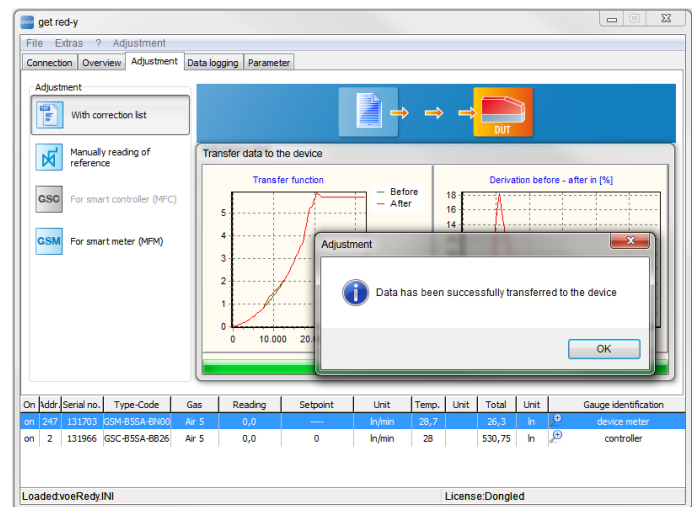 get red-y
File Extras ? Adjustment
Connection Overview Adjustment Data logging Parameter
Adjustment
With correction list
Manually reading of
reference
GSC For smart controller (MFC)
GSM For smart meter (MFM)
DUT
Transfer data to the device
Transfer function
Before
After
5
4
3
2
1
0
0 10.000 20.
Derivation before - after in [%]
18
16
14
Adjustment
Data has been successfully transferred to the device
OK
On Addr. Serial no. Type-Code Gas Reading Setpoint Unit Temp. Unit Total Unit Gauge identification
on 247 131703 GSM-B5SA-BN00 Air 5 0,0 ---- ln/min 28,7 26,3 ln device meter
on 2 131966 GSC-B5SA-BB26 Air 5 0,0 0 ln/min 28 530,75 ln controller
Loaded:voeRedy.INI License:Dongled